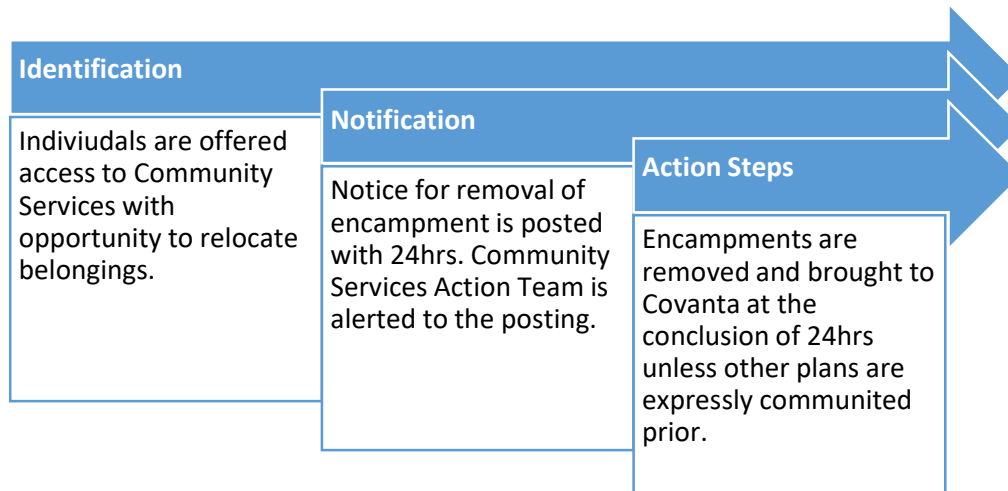 Identification
Indiviudals are offered
access to Community
Services with
opportunity to relocate
belongings.
Notification
Notice for removal of
encampment is posted
with 24hrs. Community
Services Action Team is
alerted to the posting.
Action Steps
Encampments are
removed and brought to
Covanta at the
conclusion of 24hrs
unless other plans are
expressly communited
prior.